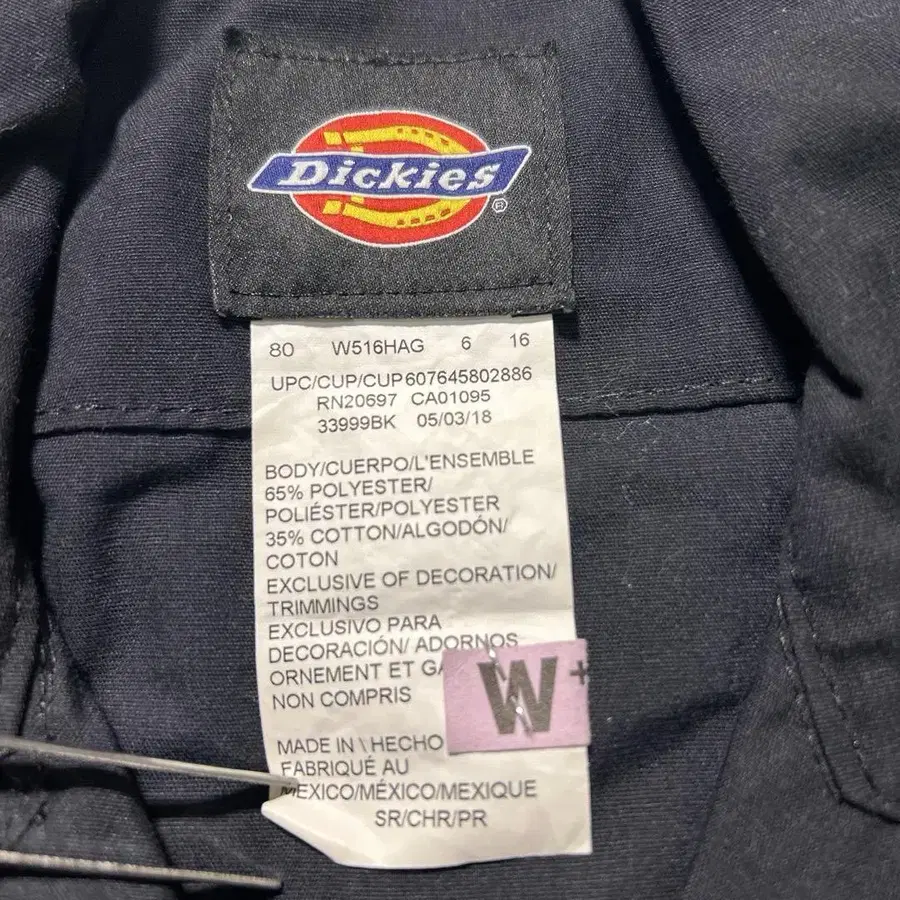 Dickies
®
80 W516HAG 6 16
UPC/CUP/CUP 607645802886
RN20697 CA01095
33999BK 05/03/18
BODY/CUERPO/L'ENSEMBLE
65% POLYESTER/
POLIÉSTER/POLYESTER
35% COTTON/ALGODÓN/
COTON
EXCLUSIVE OF DECORATION/
TRIMMINGS
EXCLUSIVO PARA
DECORACIÓN/ ADORNOS
ORNEMENT ET
NON COMPRIS
W+
MADE IN \ HECHO
FABRIQUÉ AU
MEXICO/MÉXICO/MEXIQUE
SR/CHR/PR